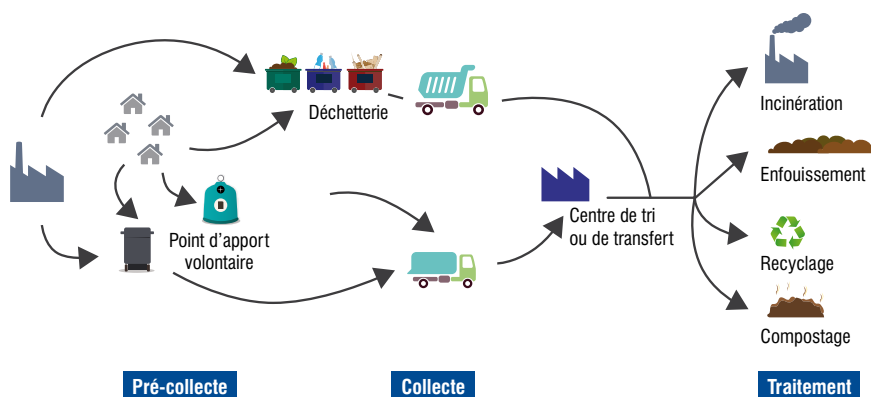 Déchetterie
Incinération
Enfouissement
Centre de tri
ou de transfert
Point d'apport
volontaire
Recyclage
Compostage
Pré-collecte
Collecte
Traitement